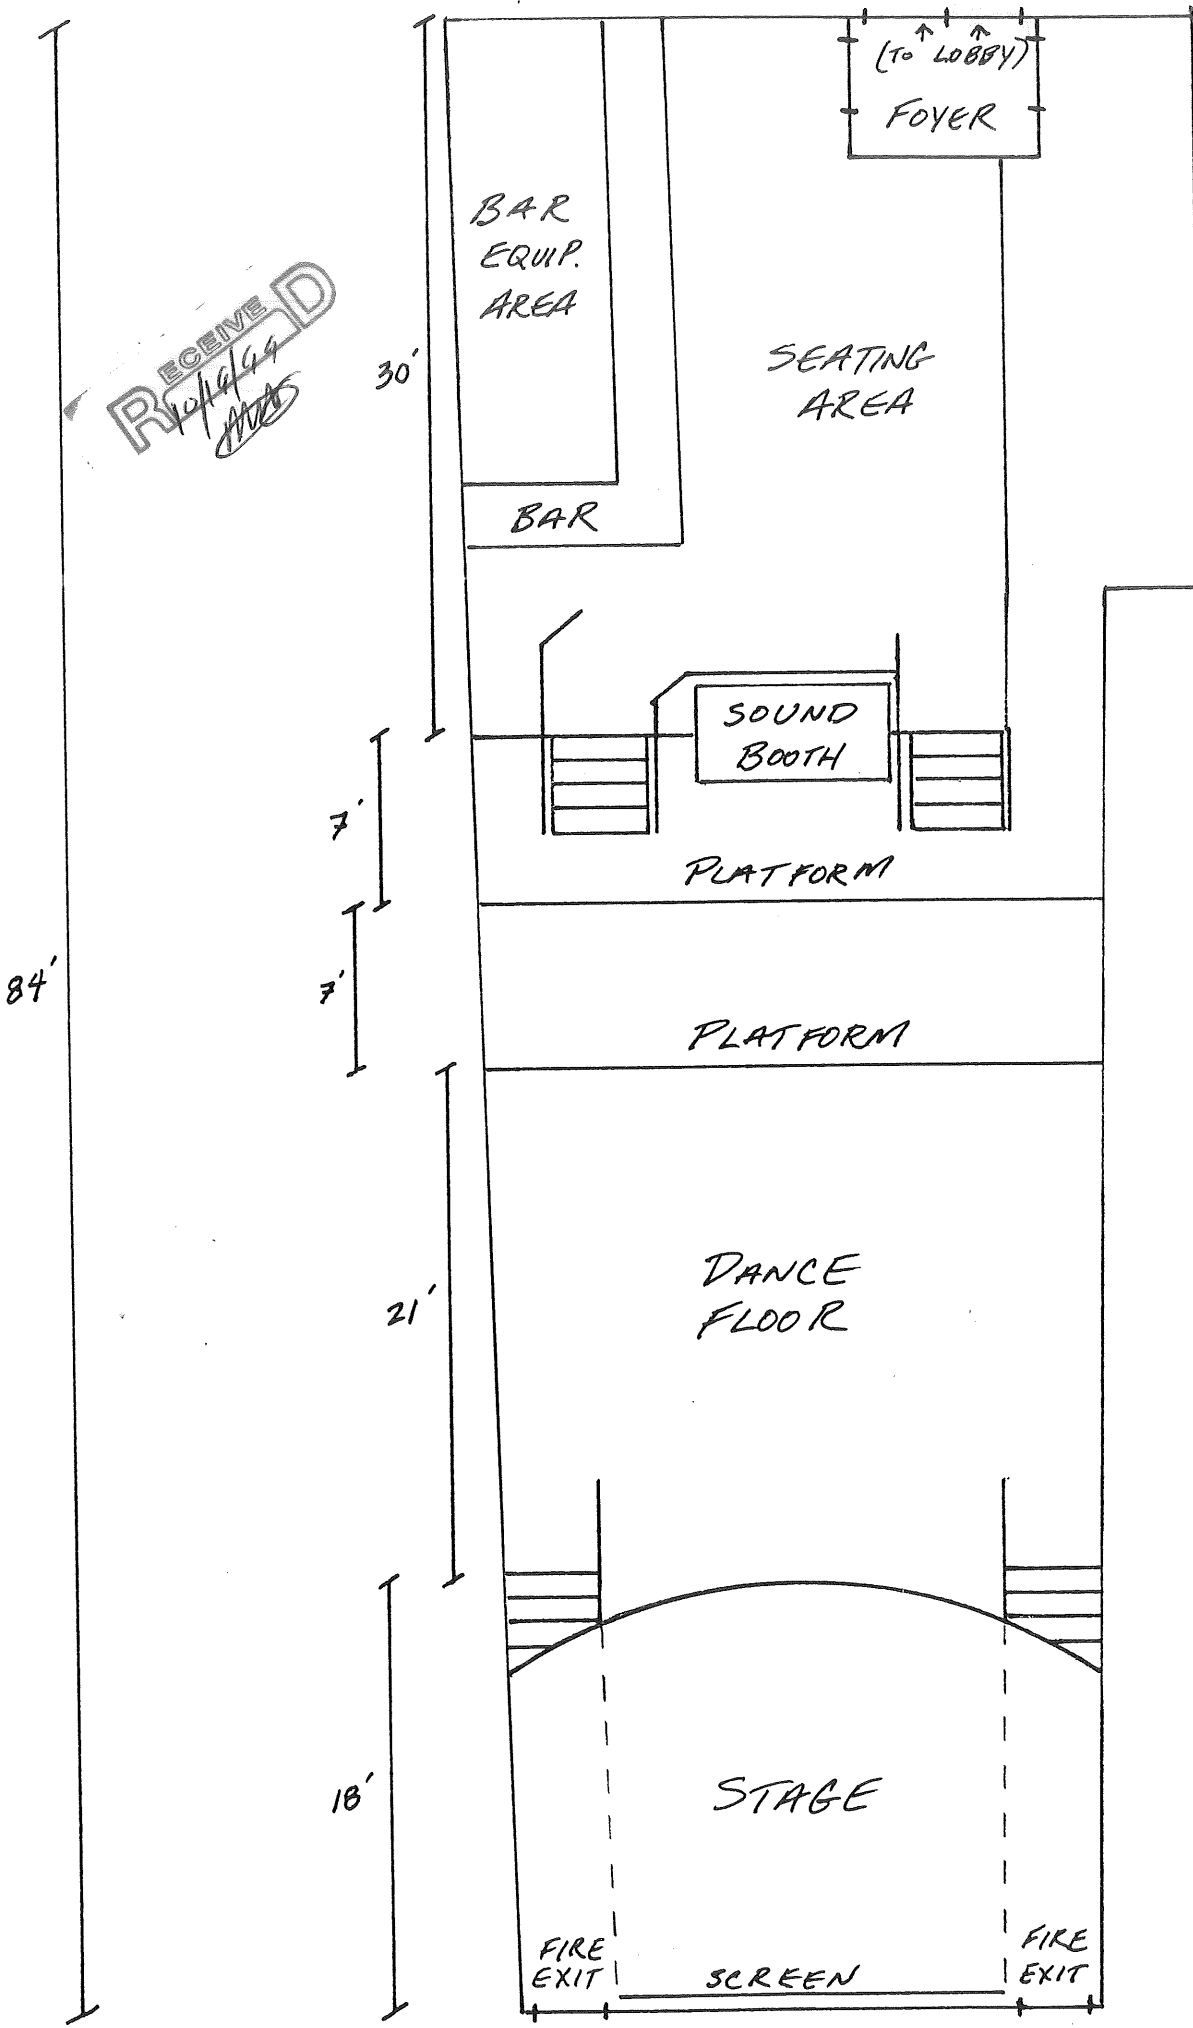 (TO LOBBY)
FOYER
BAR
EQUIP.
AREA
RECEIVED
10/19/99
30'
SEATING
AREA
BAR
SOUND
BOOTH
7'
PLATFORM
84'
7'
PLATFORM
21'
DANCE
FLOOR
18'
STAGE
FIRE
EXIT
SCREEN
FIRE
EXIT